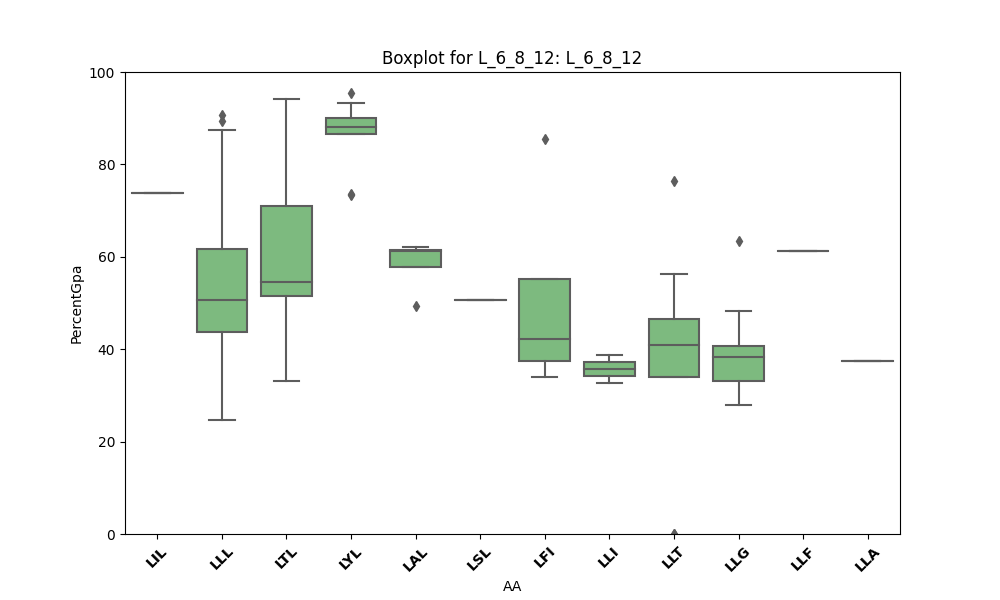 Boxplot for L_6_8_12: L_6_8_12
100
80
60
40
20
0
PercentGpa
LIL LLL LTL LYL LAL LSL LFI LLI LLT LLG LLF LLA
AA